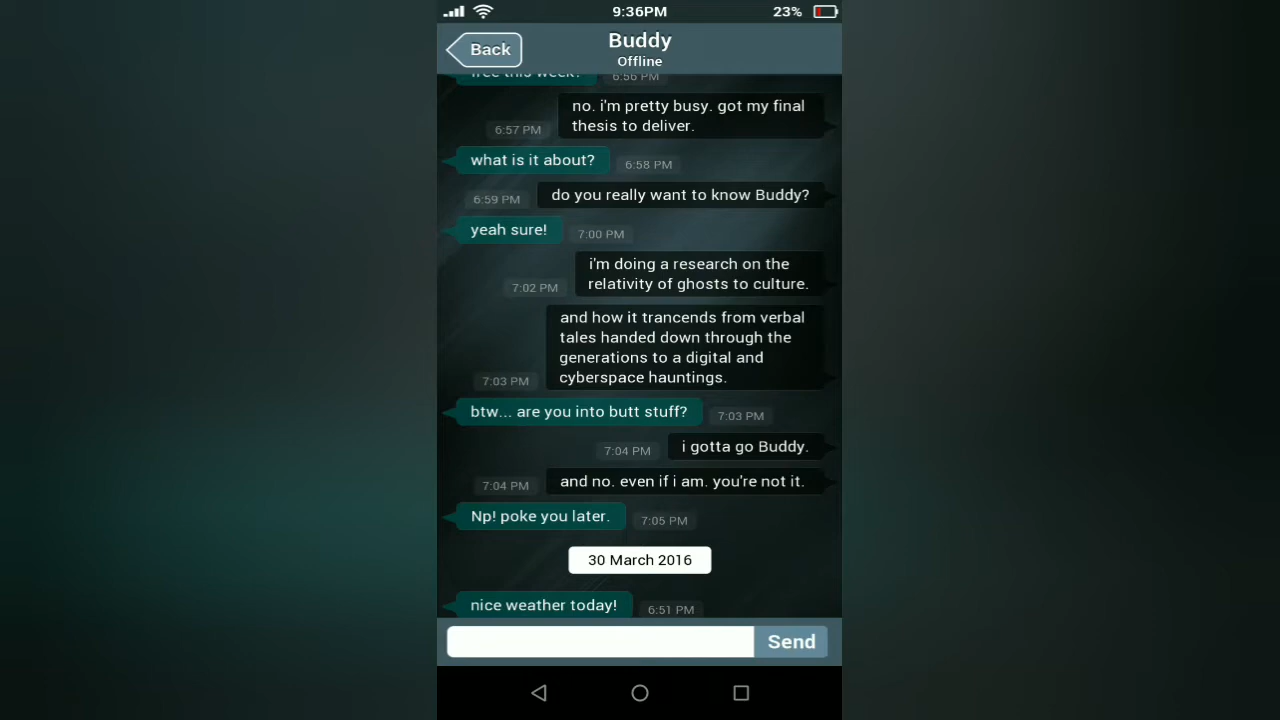 9:36PM
23%
Back
Buddy
Offline
free this week?
6:56 PM
no. i'm pretty busy. got my final
thesis to deliver.
6:57 PM
what is it about?
6:58 PM
do you really want to know Buddy?
6:59 PM
yeah sure!
7:00 PM
i'm doing a research on the
relativity of ghosts to culture.
7:02 PM
and how it trancends from verbal
tales handed down through the
generations to a digital and
cyberspace hauntings.
7:03 PM
btw... are you into butt stuff?
7:03 PM
i gotta go Buddy.
7:04 PM
and no. even if i am. you're not it.
7:04 PM
Np! poke you later.
7:05 PM
30 March 2016
nice weather today!
6:51 PM
Send